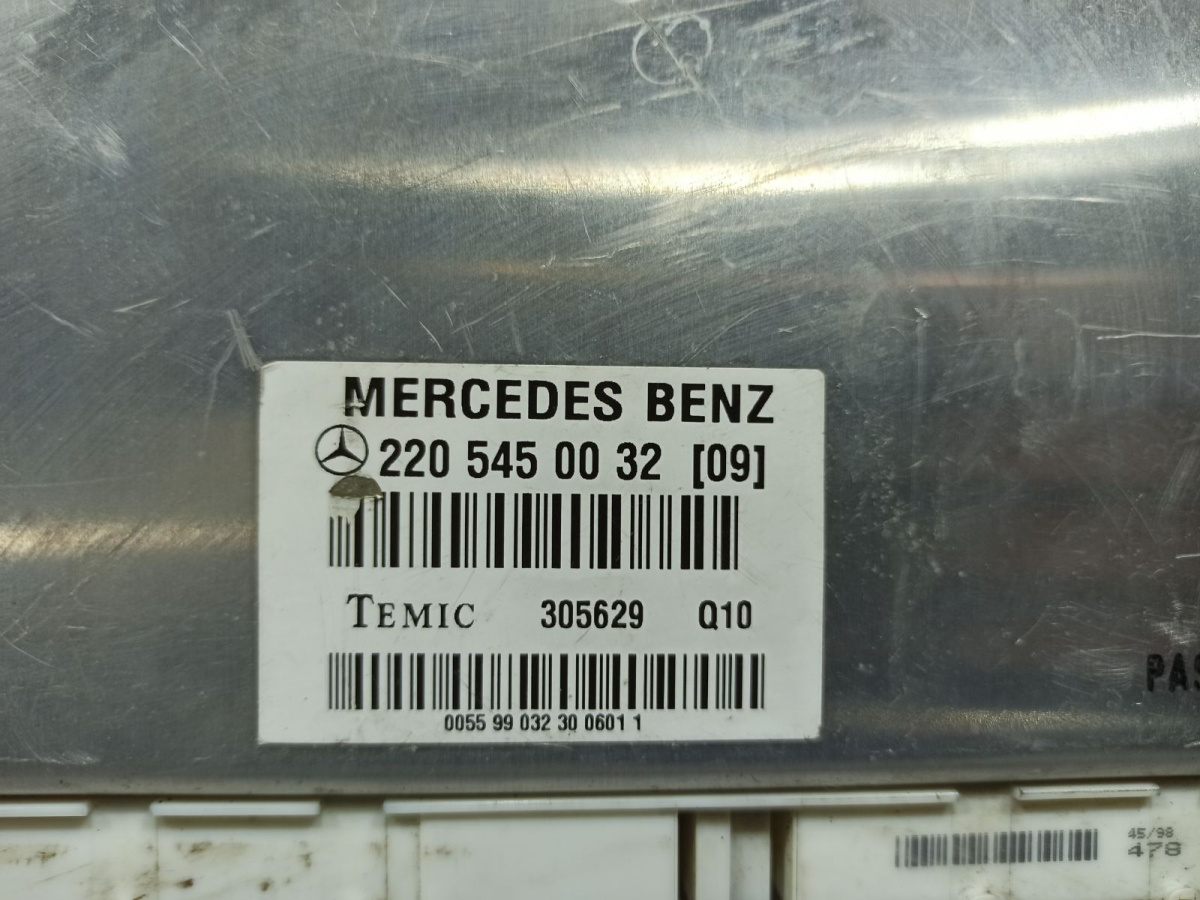 MERCEDES BENZ
220 545 00 32 [09]
TEMIC 305629 Q10
0055 99 032 30 0601 1
PAS
45/98
478